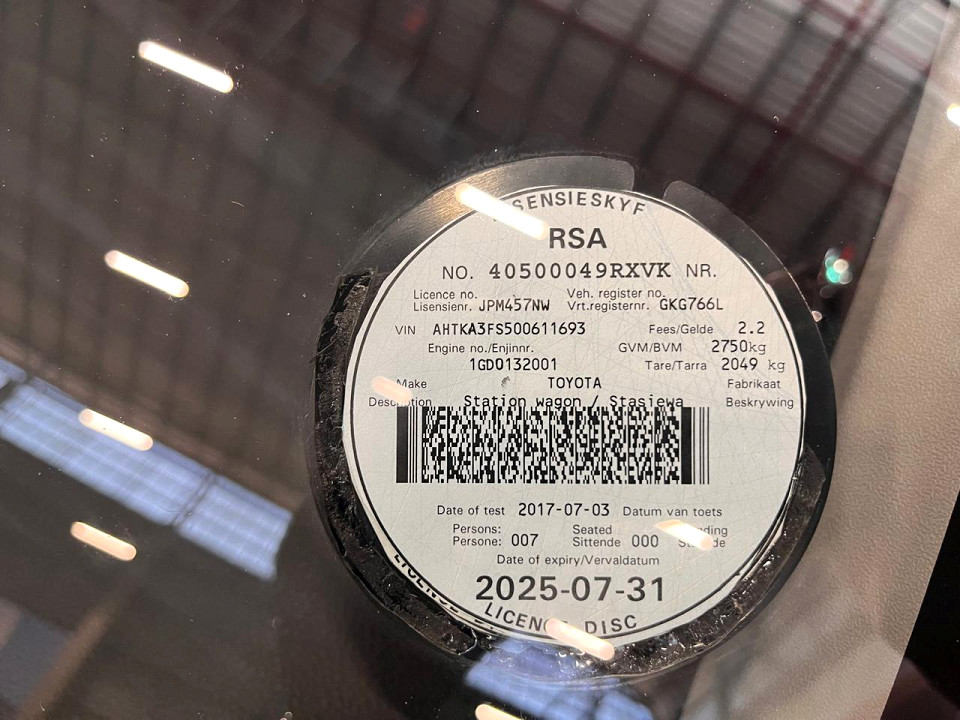 SENSIESKYF
RSA
NO. 40500049RXVK NR.
Licence no. Veh. register no.
Lisensienr. JPM457NW Vrt.registernr. GKG766L
VIN AHTKA3FS500611693 Fees/Gelde 2.2
Engine no./Enjinnr. GVM/BVM 2750kg
1GD0132001 Tare/Tarra 2049 kg
Make TOYOTA Fabrikaat
Station wagon / Stasiewa Beskrywing
Date of test 2017-07-03 Datum van toets
Persons: Seated
Persone: 007 Sittende 000
Date of expiry/Vervaldatum
2025-07-31
LICENCE DISC